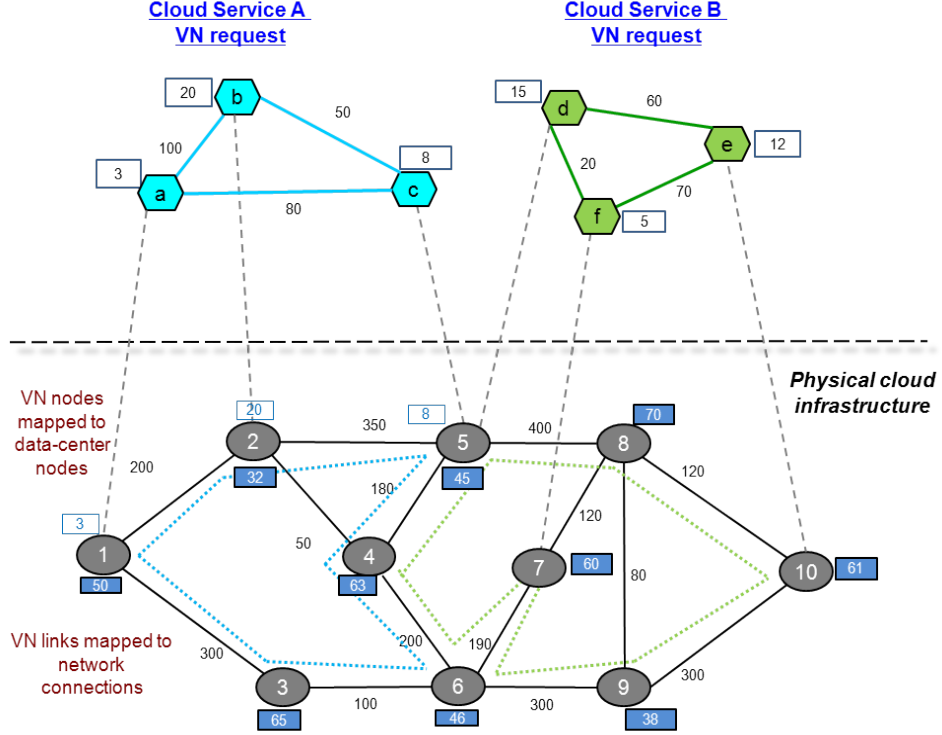 Cloud Service A
VN request
Cloud Service B
VN request
20
b
50
15
d
60
100
3
a
8
c
80
e
12
20
70
f
5
VN nodes
mapped to
data-center
nodes
Physical cloud
infrastructure
20
8
70
2
350
5
400
8
200
32
180
45
120
3
50
120
1
50
4
63
7
60
80
10
61
VN links mapped to
network
connections
300
200
190
300
3
100
6
300
9
65
46
38